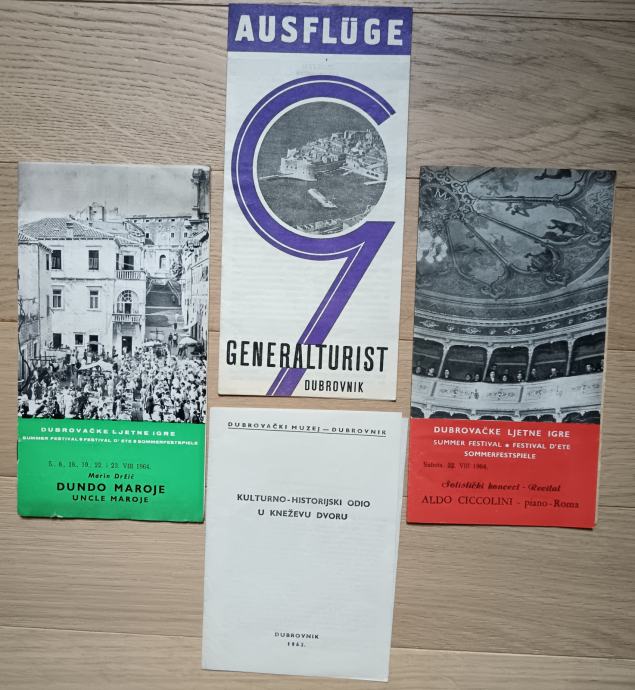 AUSFLÜGE
GENERALTURIST
DUBROVNIK
DUBROVAČKE LJETNE IGRE
SUMMER FESTIVAL • FESTIVAL D'ETE • SOMMERFESTSPIELE
5., 6., 18., 19., 22. i 23. VIII 1964.
Marin Držić
DUNDO MAROJE
UNCLE MAROJE
DUBROVAČKE LJETNE IGRE
SUMMER FESTIVAL • FESTIVAL D'ETE
SOMMERFESTSPIELE
Subota, 22. VIII 1964.
Solistički koncert - Recital
ALDO CICCOLINI - piano - Roma
DUBROVAČKI MUZEJ — DUBROVNIK
KULTURNO-HISTORIJSKI ODIO
U KNEŽEVU DVORU
DUBROVNIK
1963.